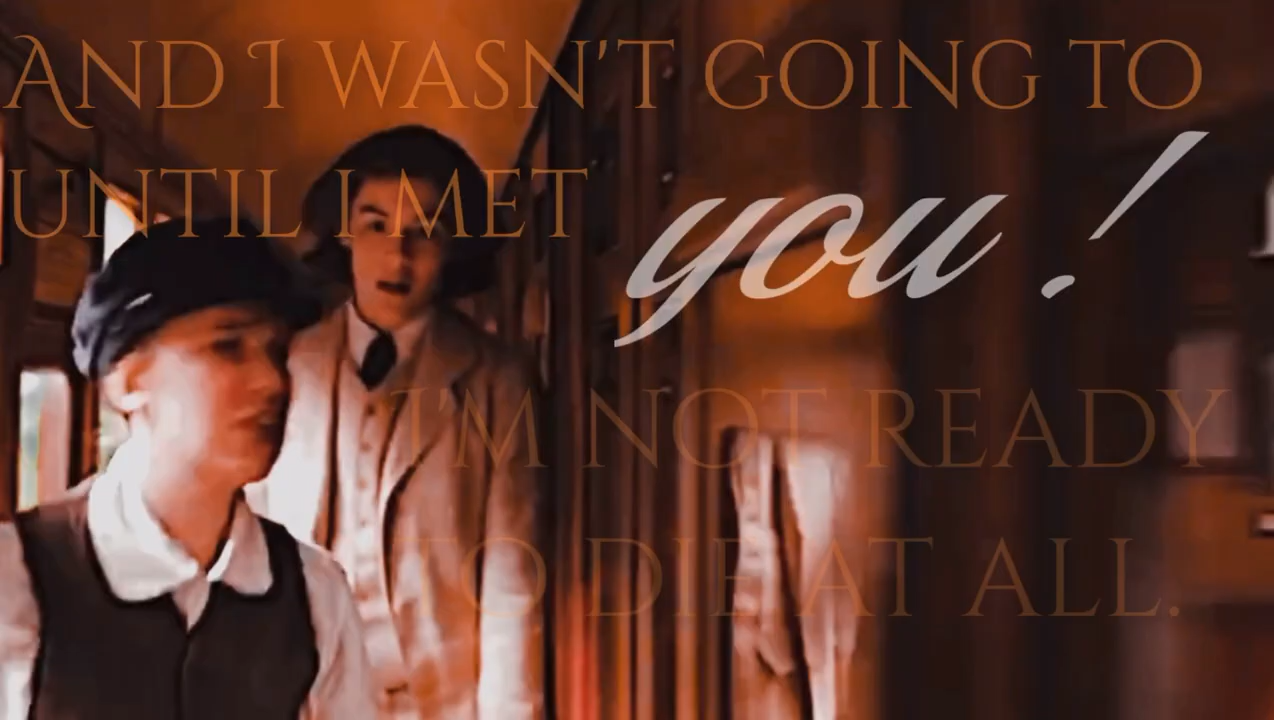 AND I WASN'T GOING TO
UNTIL I MET you!
I'M NOT READY
TO DIE AT ALL.